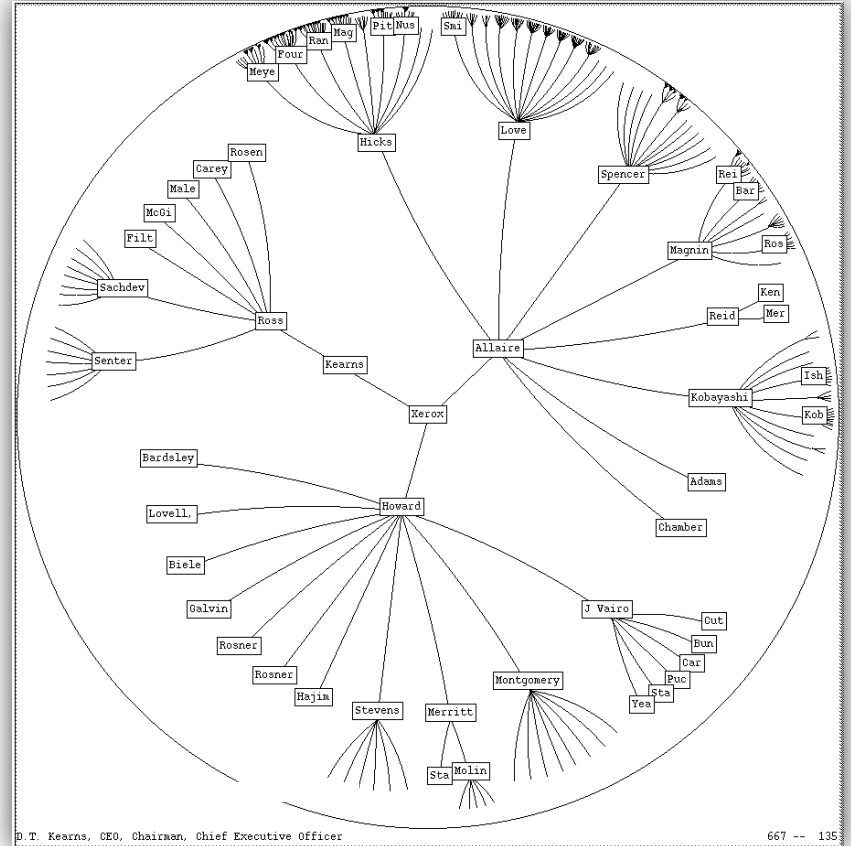 Pit
Nus
Smi
Mag
Ran
Four
Meye
Lowe
Hicks
Rosen
Carey
Spencer
Rei
Male
Bar
McGi
Filt
Ros
Magnin
Sachdev
Ken
Mer
Reid
Ross
Allaire
Senter
Kearns
Ish
Kobayashi
Kob
Xerox
Bardsley
Adams
Howard
Lovell,
Chamber
Biele
Galvin
J Vairo
Cut
Rosner
Bun
Car
Rosner
Puc
Montgomery
Sta
Hajim
Yea
Stevens
Merritt
Sta
Molin
D.T. Kearns, CEO, Chairman, Chief Executive Officer
667 -- 135